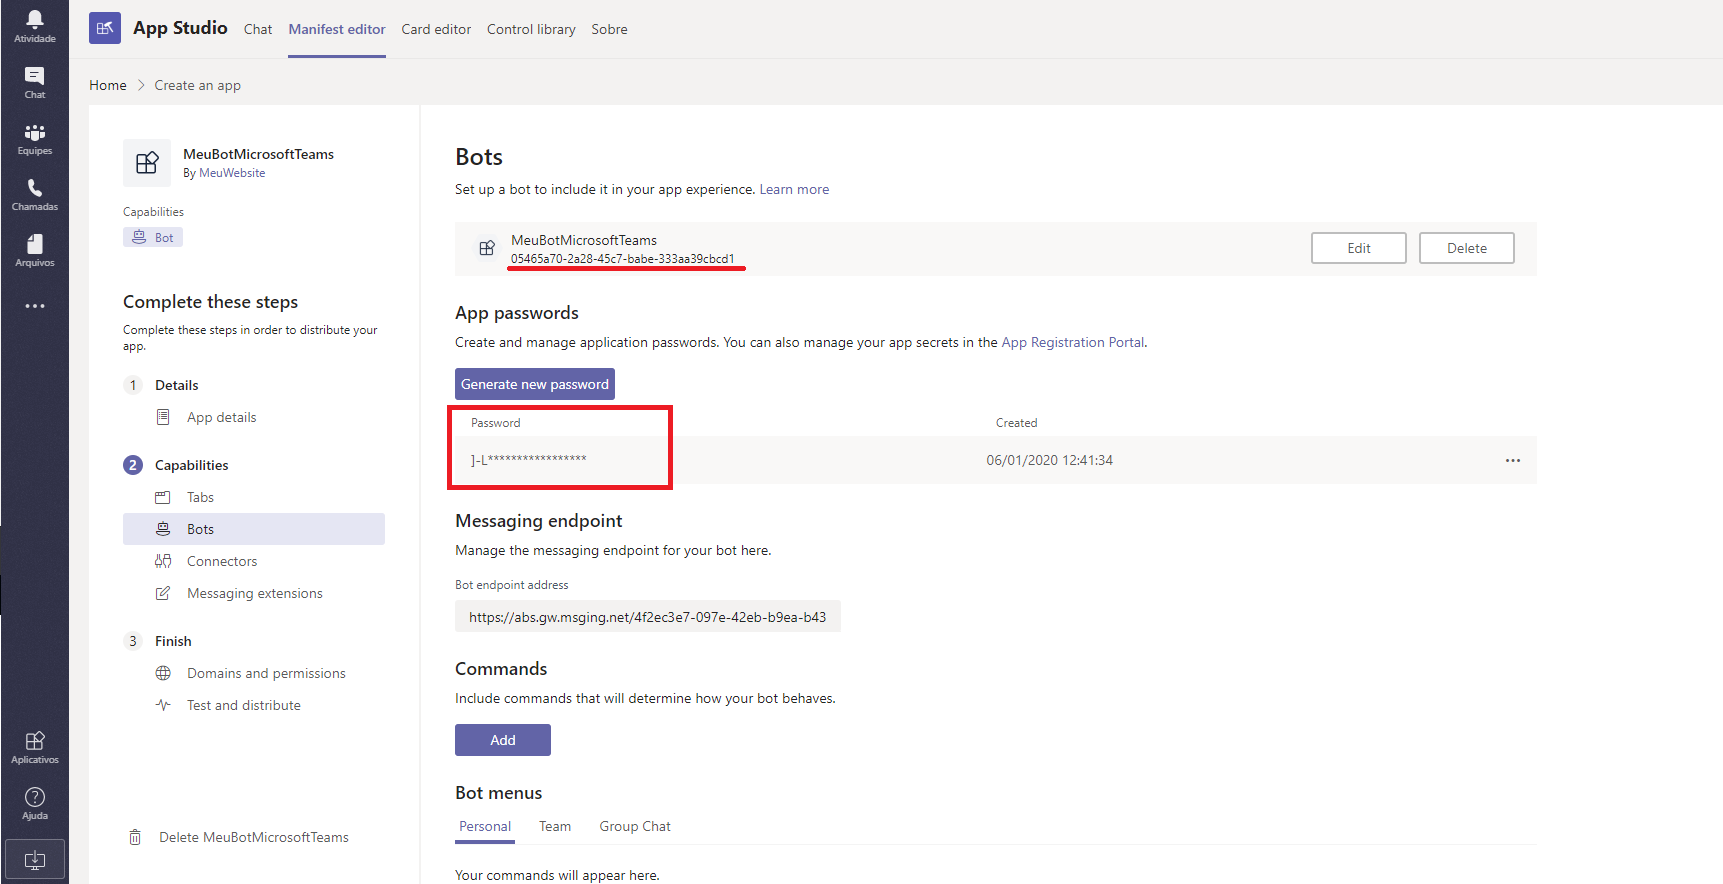 Atividade
Chat
Equipes
Chamadas
Arquivos
Aplicativos
Ajuda
App Studio Chat Manifest editor Card editor Control library Sobre
Home > Create an app
MeuBotMicrosoftTeams
By MeuWebsite
Capabilities
Bot
Complete these steps
Complete these steps in order to distribute your
app.
1 Details
App details
2 Capabilities
Tabs
Bots
Connectors
Messaging extensions
3 Finish
Domains and permissions
Test and distribute
Delete MeuBotMicrosoftTeams
Bots
Set up a bot to include it in your app experience. Learn more
MeuBotMicrosoftTeams
05465a70-2a28-45c7-babe-333aa39cbcd1
Edit Delete
App passwords
Create and manage application passwords. You can also manage your app secrets in the App Registration Portal.
Generate new password
Password Created
]-L***************** 06/01/2020 12:41:34
Messaging endpoint
Manage the messaging endpoint for your bot here.
Bot endpoint address
https://abs.gw.msging.net/4f2ec3e7-097e-42eb-b9ea-b43
Commands
Include commands that will determine how your bot behaves.
Add
Bot menus
Personal Team Group Chat
Your commands will appear here.